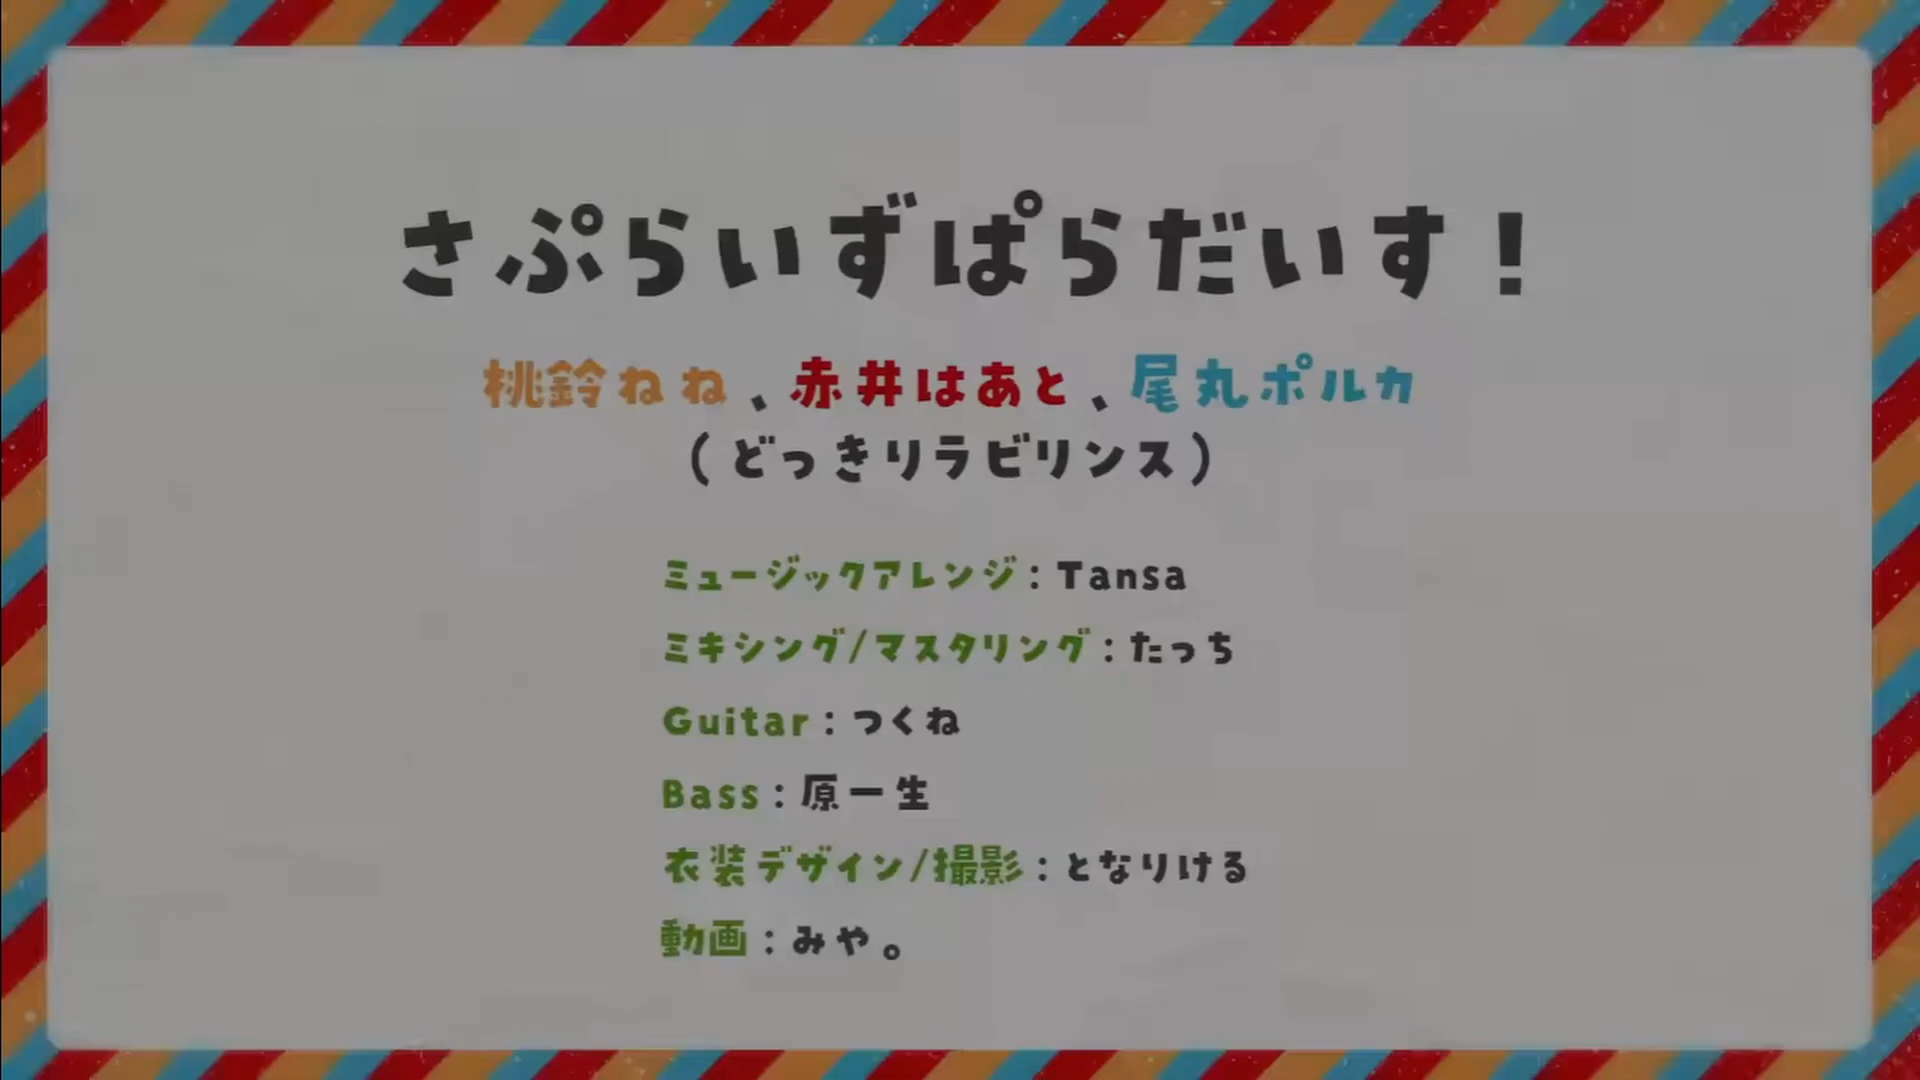 さぷらいずぱらだいす！
桃鈴ねね、赤井はあと、尾丸ポルカ
(どっきりラビリンス)
ミュージックアレンジ：Tansa
ミキシング/マスタリング：たっち
Guitar：つくね
Bass：原一生
衣装デザイン/撮影：となりける
動画：みや。